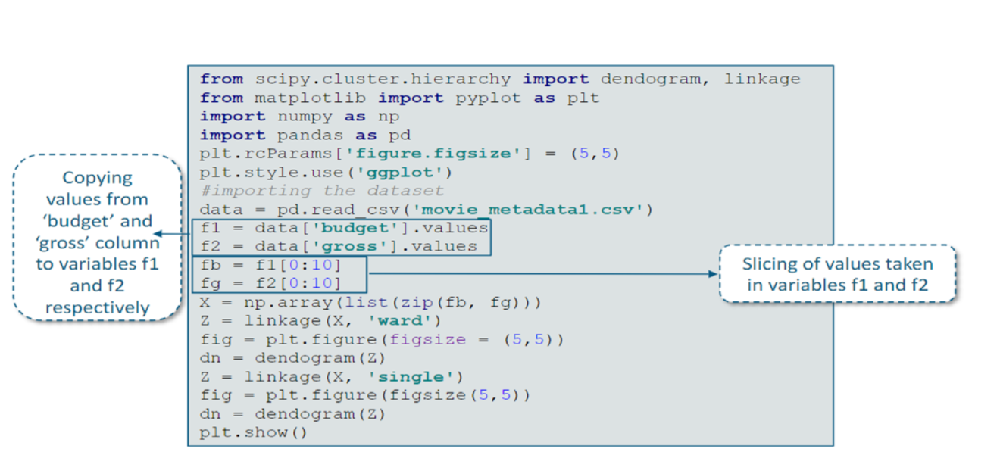 from scipy.cluster.hierarchy import dendogram, linkage
from matplotlib import pyplot as plt
import numpy as np
import pandas as pd
plt.rcParams['figure.figsize'] = (5,5)
plt.style.use('ggplot')
#importing the dataset
data = pd.read_csv('movie_metadata1.csv')
f1 = data['budget'].values
f2 = data['gross'].values
fb = f1[0:10]
fg = f2[0:10]
X = np.array(list(zip(fb, fg)))
Z = linkage(X, 'ward')
fig = plt.figure(figsize = (5,5))
dn = dendogram(Z)
Z = linkage(X, 'single')
fig = plt.figure(figsize(5,5))
dn = dendogram(Z)
plt.show()
Copying
values from
‘budget’ and
‘gross’ column
to variables f1
and f2
respectively
Slicing of values taken
in variables f1 and f2